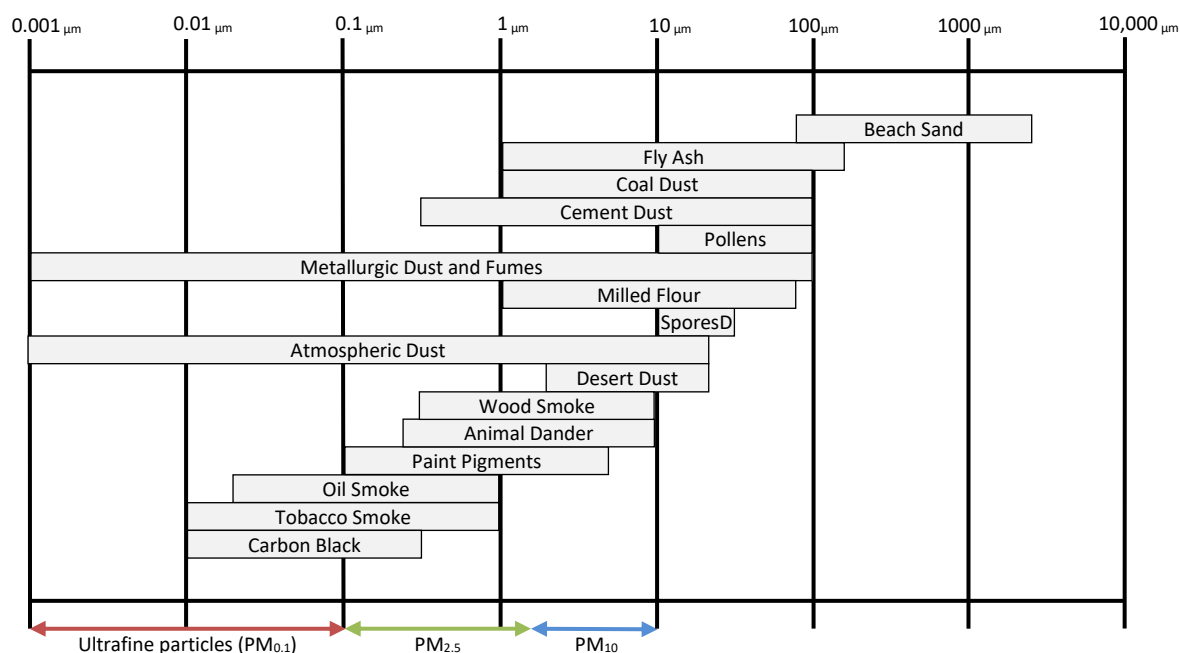 0.001 µm 0.01 µm 0.1 µm 1 µm 10 µm 100µm 1000µm 10,000 µm
Beach Sand
Fly Ash
Coal Dust
Cement Dust
Pollens
Metallurgic Dust and Fumes
Milled Flour
SporesD
Atmospheric Dust
Desert Dust
Wood Smoke
Animal Dander
Paint Pigments
Oil Smoke
Tobacco Smoke
Carbon Black
Ultrafine particles (PM0.1) PM2.5 PM10